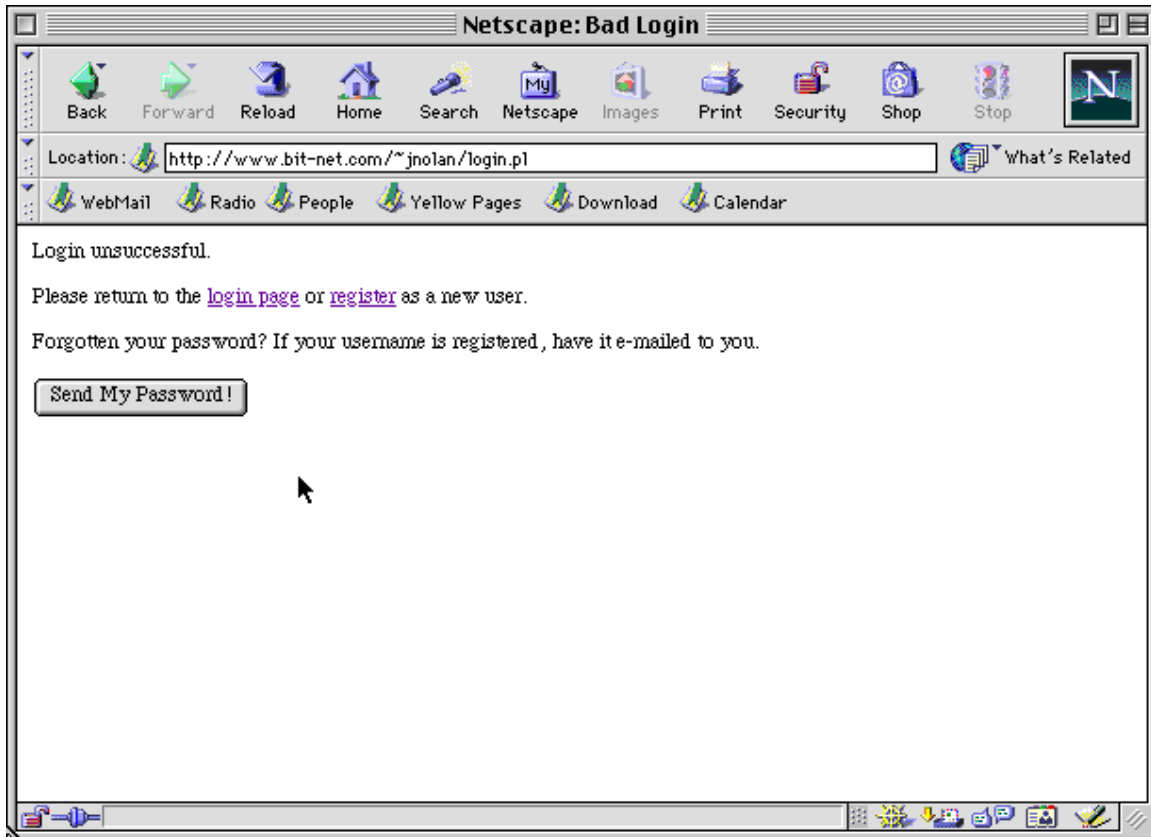 Netscape: Bad Login
Back Forward Reload Home Search Netscape Images Print Security Shop Stop
My
N
Location: http://www.bit-net.com/~jnolan/login.pl What's Related
WebMail Radio People Yellow Pages Download Calendar
Login unsuccessful.
Please return to the login page or register as a new user.
Forgotten your password? If your username is registered, have it e-mailed to you.
Send My Password!